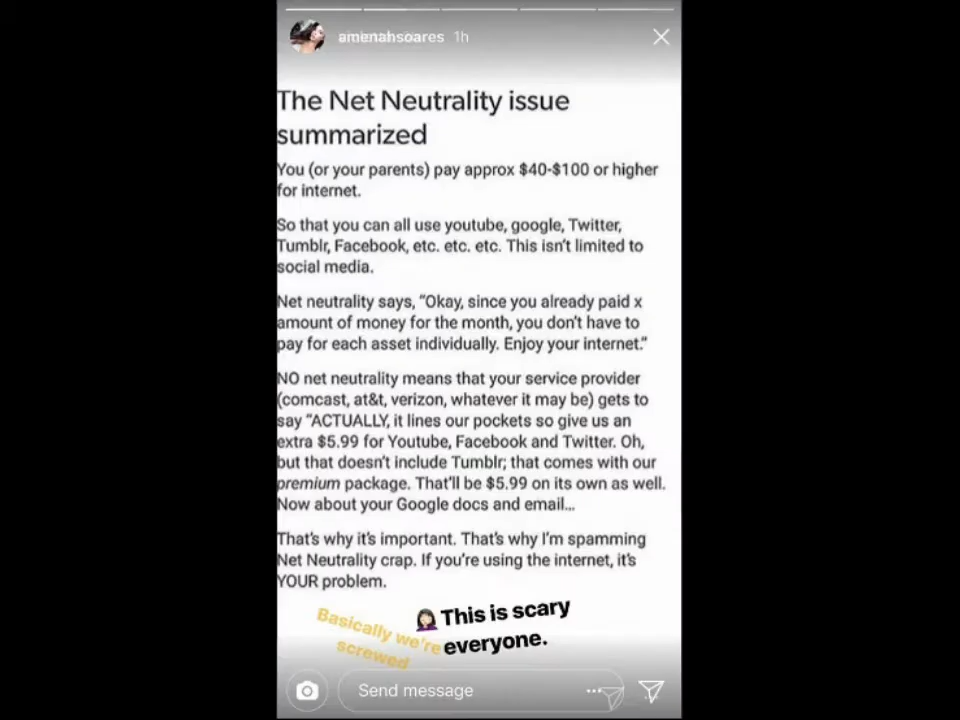 amenahsoares 1h
The Net Neutrality issue
summarized
You (or your parents) pay approx $40-$100 or higher
for internet.
So that you can all use youtube, google, Twitter,
Tumblr, Facebook, etc. etc. etc. This isn't limited to
social media.
Net neutrality says, “Okay, since you already paid x
amount of money for the month, you don't have to
pay for each asset individually. Enjoy your internet.”
NO net neutrality means that your service provider
(comcast, at&t, verizon, whatever it may be) gets to
say “ACTUALLY, it lines our pockets so give us an
extra $5.99 for Youtube, Facebook and Twitter. Oh,
but that doesn't include Tumblr; that comes with our
premium package. That'll be $5.99 on its own as well.
Now about your Google docs and email...
That's why it's important. That's why I'm spamming
Net Neutrality crap. If you're using the internet, it's
YOUR problem.
Basically we're
screwed
🤦🏻‍♀️ This is scary
everyone.
Send message